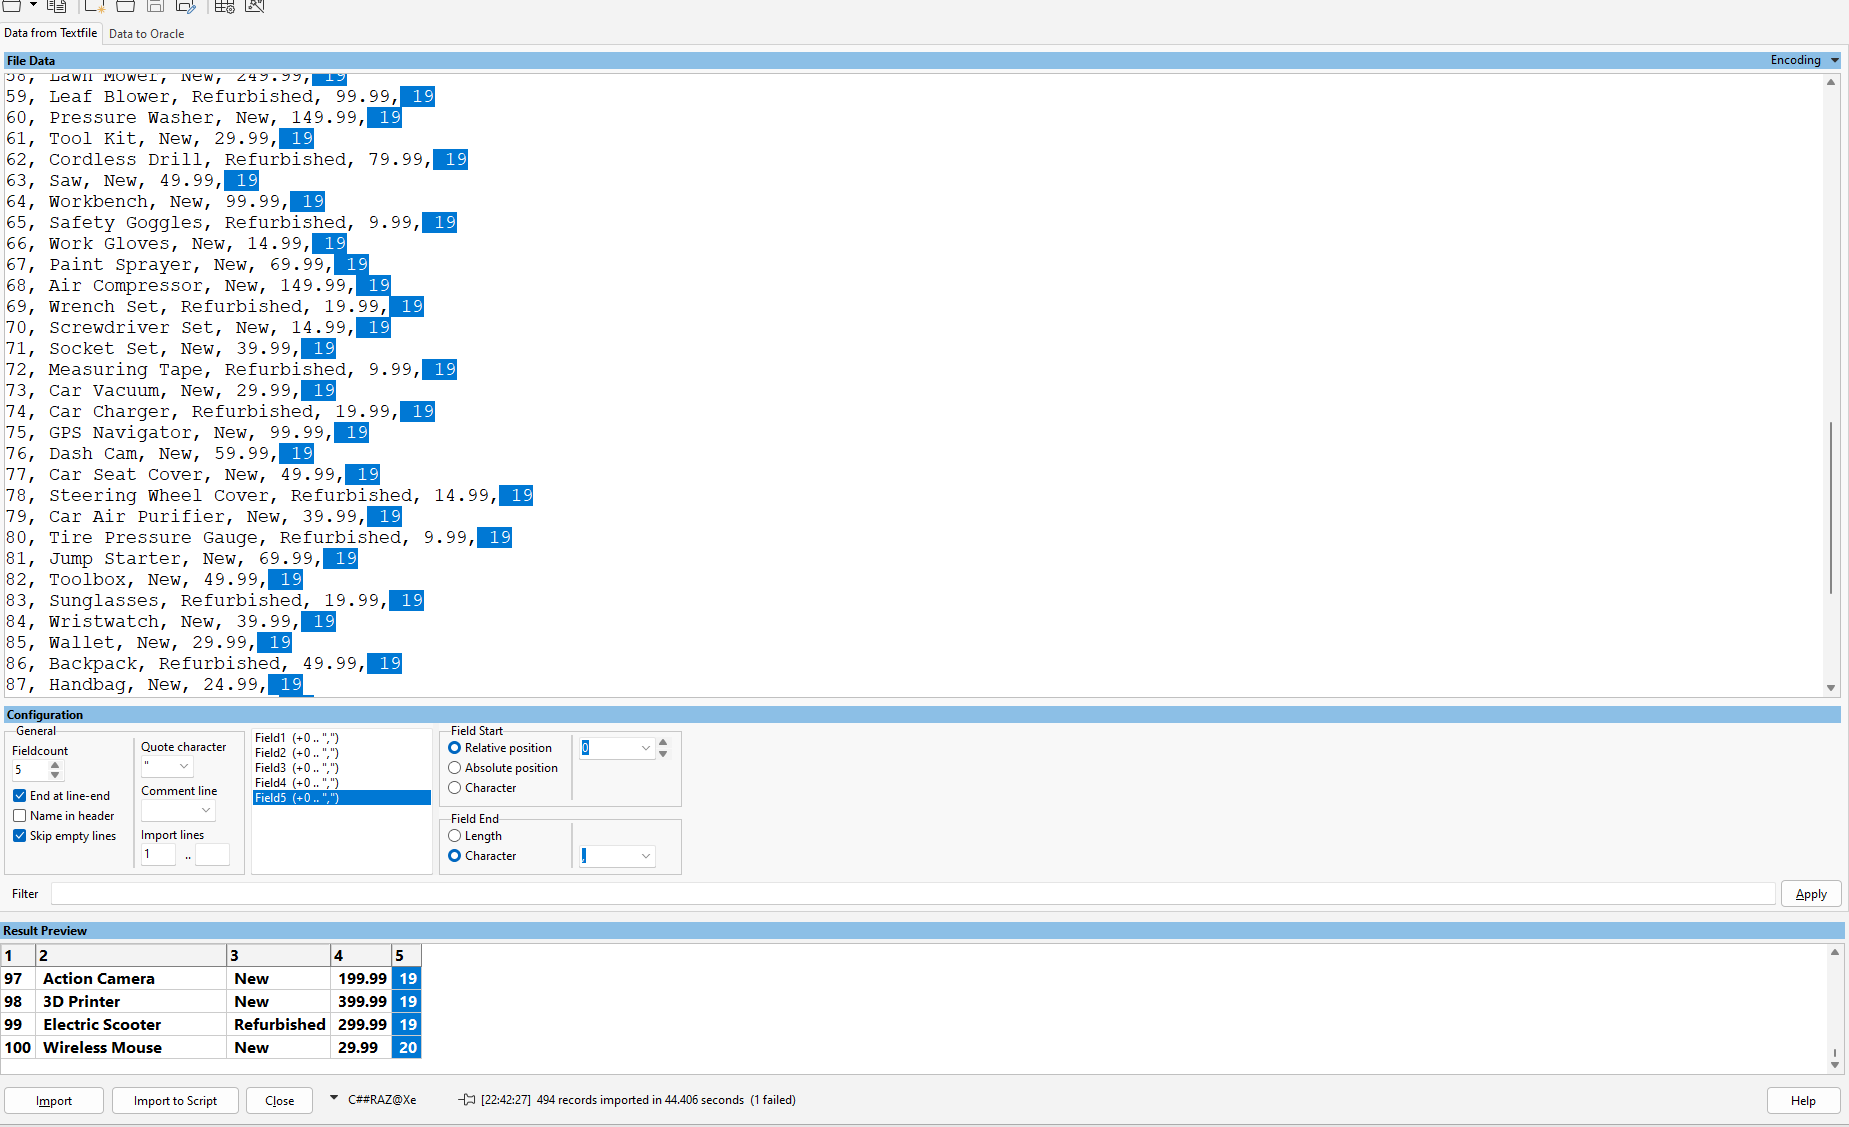 Data from Textfile Data to Oracle
File Data Encoding
58, Lawn Mower, New, 249.99, 19
59, Leaf Blower, Refurbished, 99.99, 19
60, Pressure Washer, New, 149.99, 19
61, Tool Kit, New, 29.99, 19
62, Cordless Drill, Refurbished, 79.99, 19
63, Saw, New, 49.99, 19
64, Workbench, New, 99.99, 19
65, Safety Goggles, Refurbished, 9.99, 19
66, Work Gloves, New, 14.99, 19
67, Paint Sprayer, New, 69.99, 19
68, Air Compressor, New, 149.99, 19
69, Wrench Set, Refurbished, 19.99, 19
70, Screwdriver Set, New, 14.99, 19
71, Socket Set, New, 39.99, 19
72, Measuring Tape, Refurbished, 9.99, 19
73, Car Vacuum, New, 29.99, 19
74, Car Charger, Refurbished, 19.99, 19
75, GPS Navigator, New, 99.99, 19
76, Dash Cam, New, 59.99, 19
77, Car Seat Cover, New, 49.99, 19
78, Steering Wheel Cover, Refurbished, 14.99, 19
79, Car Air Purifier, New, 39.99, 19
80, Tire Pressure Gauge, Refurbished, 9.99, 19
81, Jump Starter, New, 69.99, 19
82, Toolbox, New, 49.99, 19
83, Sunglasses, Refurbished, 19.99, 19
84, Wristwatch, New, 39.99, 19
85, Wallet, New, 29.99, 19
86, Backpack, Refurbished, 49.99, 19
87, Handbag, New, 24.99, 19
Configuration
General
Fieldcount
5
End at line-end
Name in header
Skip empty lines
Quote character
"
Comment line
Import lines
1 ..
Field1 (+0 .. ",")
Field2 (+0 .. ",")
Field3 (+0 .. ",")
Field4 (+0 .. ",")
Field5 (+0 .. ",")
Field Start
Relative position 0
Absolute position
Character
Field End
Length
Character ,
Filter Apply
Result Preview
1 2 3 4 5
97 Action Camera New 199.99 19
98 3D Printer New 399.99 19
99 Electric Scooter Refurbished 299.99 19
100 Wireless Mouse New 29.99 20
Import Import to Script Close C##RAZ@Xe [22:42:27] 494 records imported in 44.406 seconds (1 failed) Help